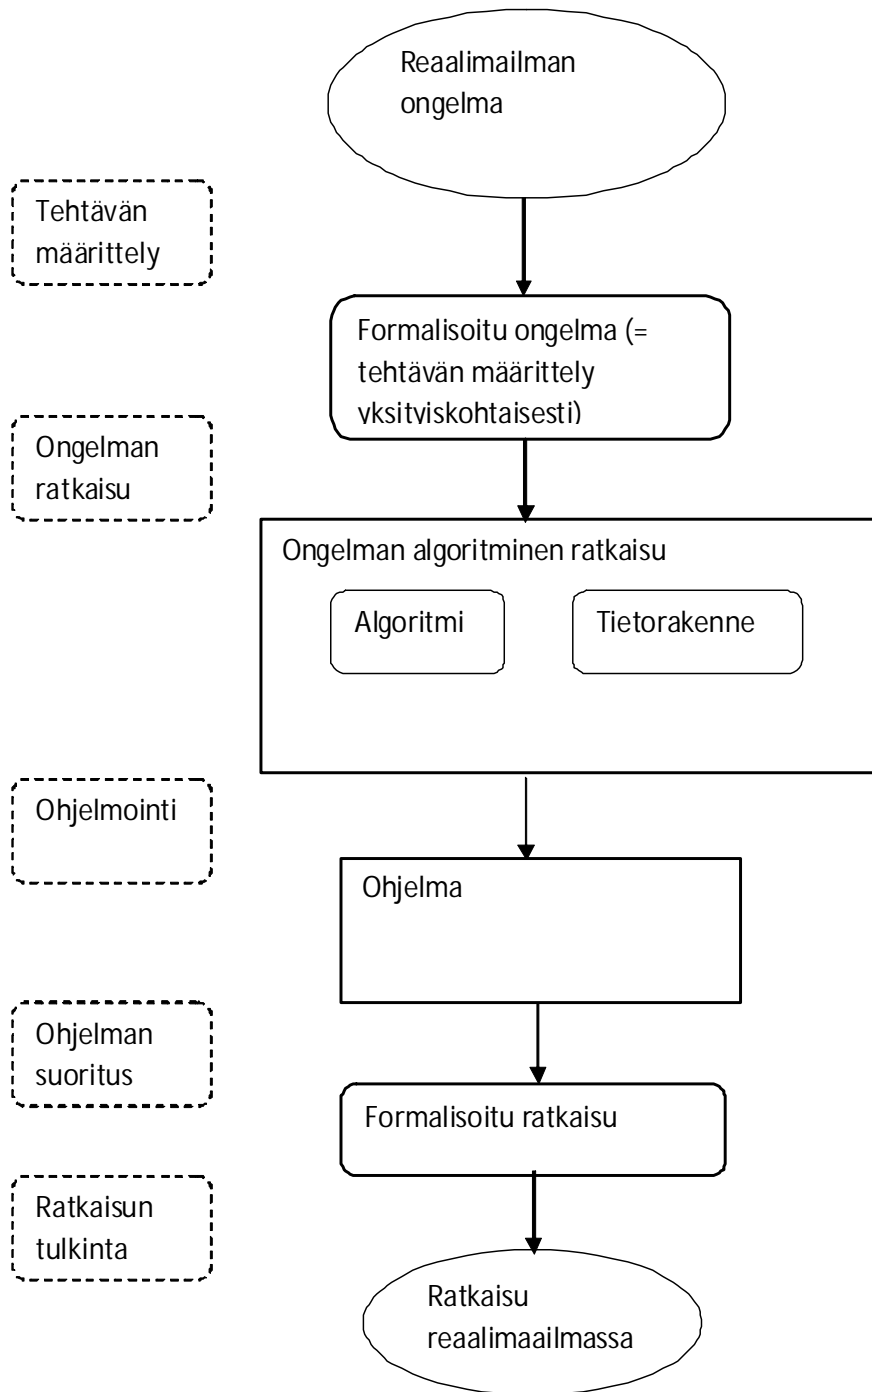 Reaalimailman
ongelma
Tehtävän
määrittely
Formalisoitu ongelma (=
tehtävän määrittely
yksityiskohtaisesti)
Ongelman
ratkaisu
Ongelman algoritminen ratkaisu
Algoritmi
Tietorakenne
Ohjelmointi
Ohjelma
Ohjelman
suoritus
Formalisoitu ratkaisu
Ratkaisun
tulkinta
Ratkaisu
reaalimaailmassa